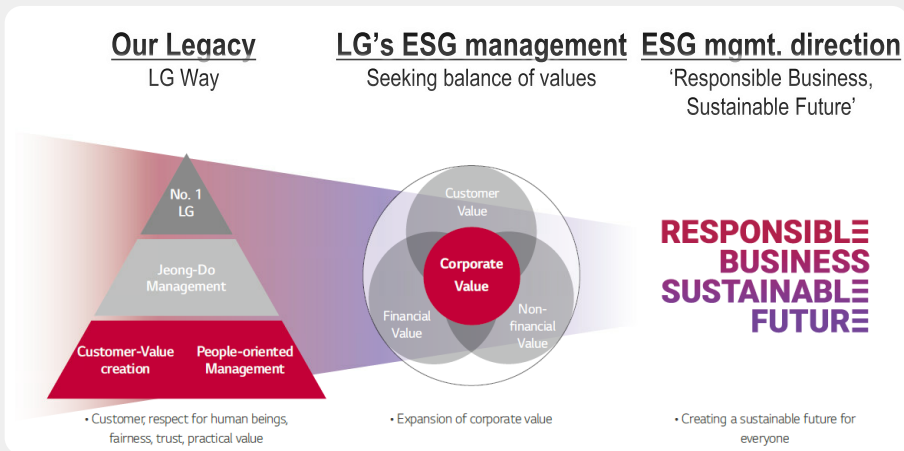 Our Legacy
LG Way
LG’s ESG management
Seeking balance of values
ESG mgmt. direction
‘Responsible Business,
Sustainable Future’
No. 1
LG
Jeong-Do
Management
Customer-Value
creation
People-oriented
Management
• Customer, respect for human beings,
fairness, trust, practical value
Customer
Value
Corporate
Value
Financial
Value
Non-
financial
Value
• Expansion of corporate value
RESPONSIBLE
BUSINESS
SUSTAINABLE
FUTURE
• Creating a sustainable future for
everyone